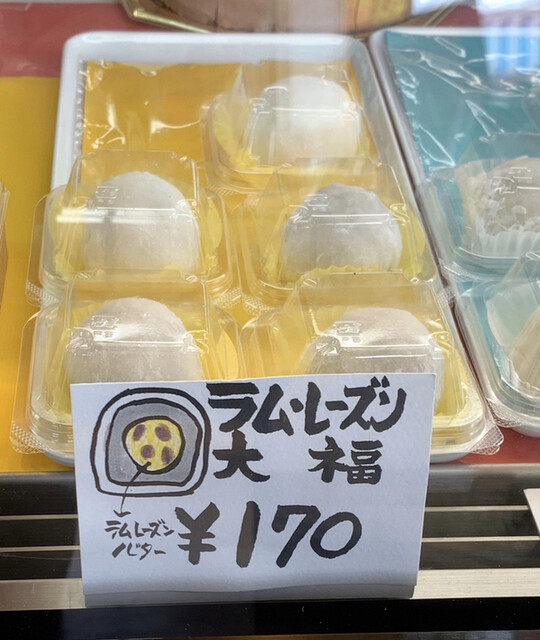 ラム・レーズン
大 福
ラムレーズン
バター
¥170